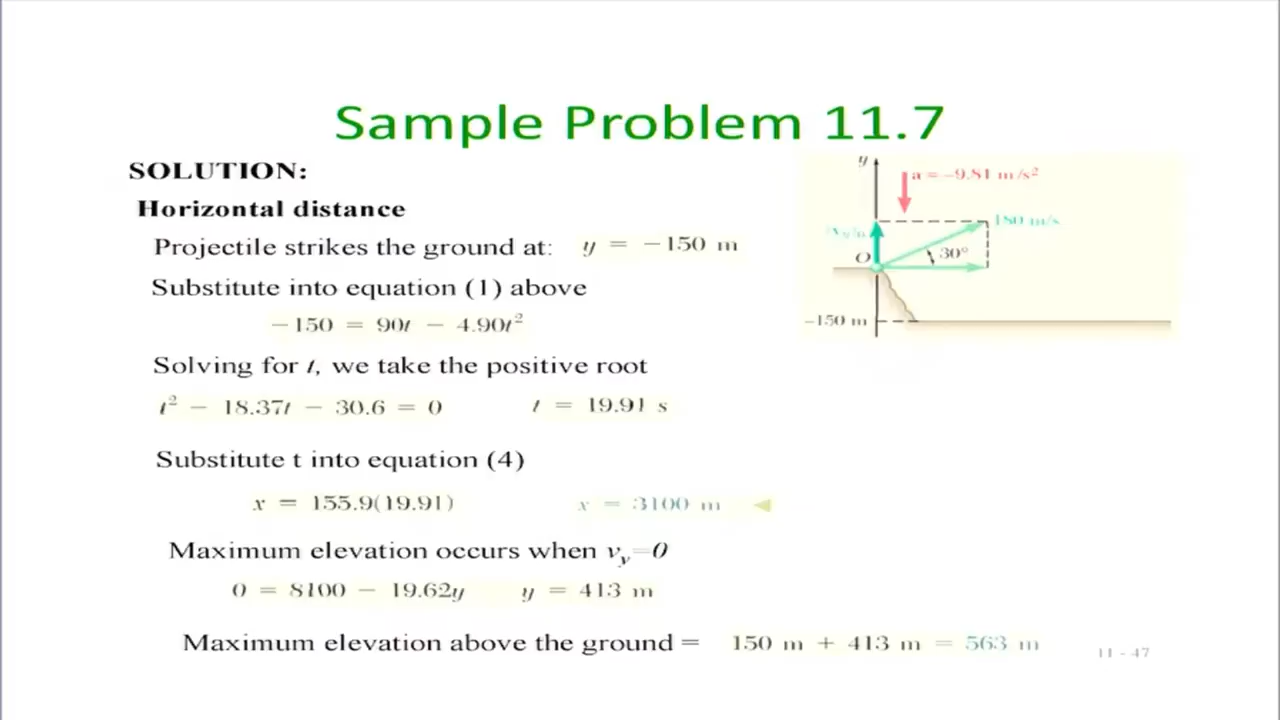 Sample Problem 11.7
SOLUTION:
Horizontal distance
Projectile strikes the ground at: y = −150 m
Substitute into equation (1) above
−150 = 90t − 4.90t²
Solving for t, we take the positive root
t² − 18.37t − 30.6 = 0 t = 19.91 s
Substitute t into equation (4)
x = 155.9(19.91) x = 3100 m
Maximum elevation occurs when v_y=0
0 = 8100 − 19.62y y = 413 m
Maximum elevation above the ground = 150 m + 413 m = 563 m
y
a = −9.81 m/s²
180 m/s
O
30°
−150 m
11 - 47